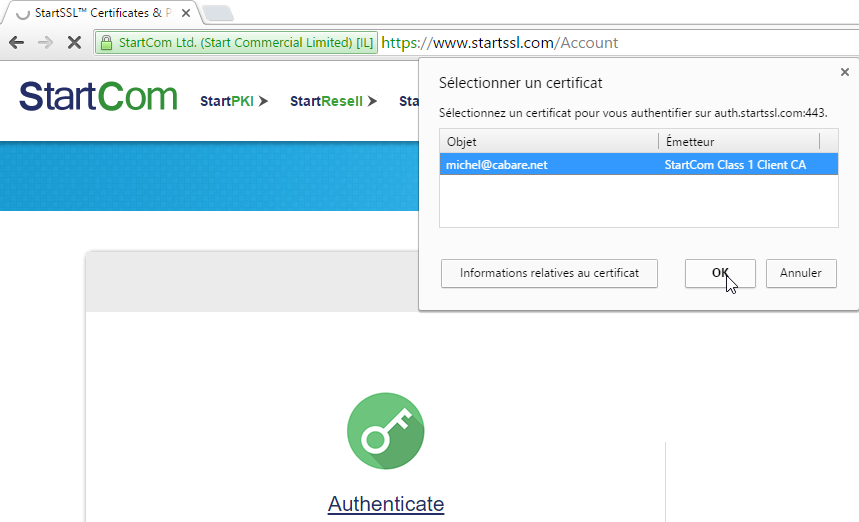 StartSSL™ Certificates & P
StartCom Ltd. (Start Commercial Limited) [IL] https://www.startssl.com/Account
StartCom
StartPKI StartResell Sta
Sélectionner un certificat
Sélectionnez un certificat pour vous authentifier sur auth.startssl.com:443.
Objet Émetteur
michel@cabare.net StartCom Class 1 Client CA
Informations relatives au certificat OK Annuler
Authenticate